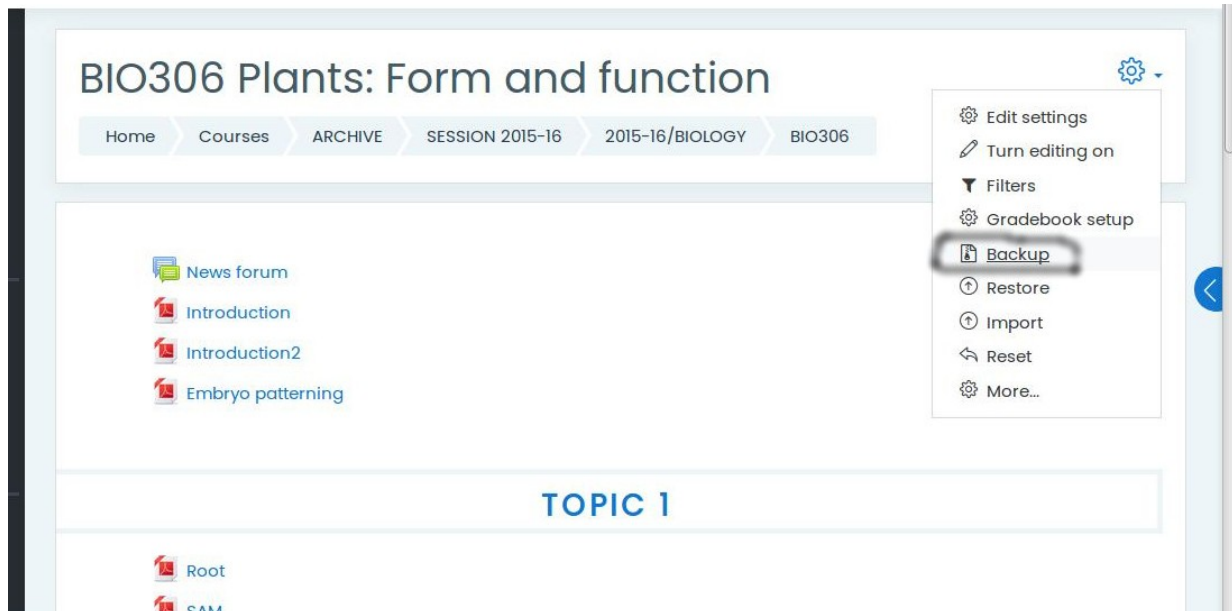 BIO306 Plants: Form and function
Home Courses ARCHIVE SESSION 2015-16 2015-16/BIOLOGY BIO306
Edit settings
Turn editing on
Filters
Gradebook setup
Backup
Restore
Import
Reset
More...
News forum
Introduction
Introduction2
Embryo patterning
TOPIC 1
Root
SAM